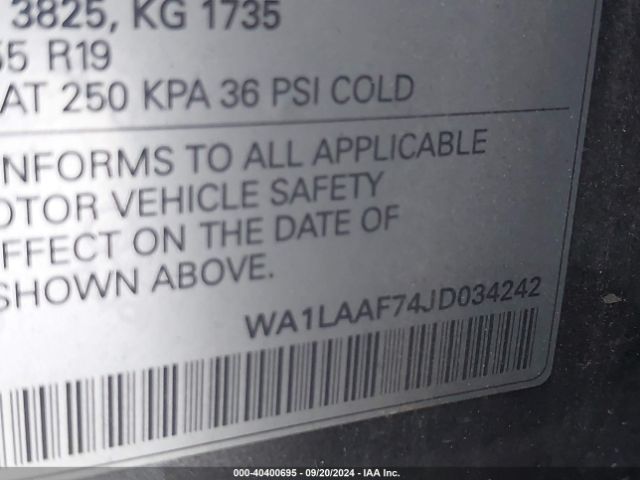 3825, KG 1735
55 R19
AT 250 KPA 36 PSI COLD
NFORMS TO ALL APPLICABLE
OTOR VEHICLE SAFETY
FFECT ON THE DATE OF
SHOWN ABOVE.
WA1LAAF74JD034242
000-40400695 - 09/20/2024 - IAA Inc.